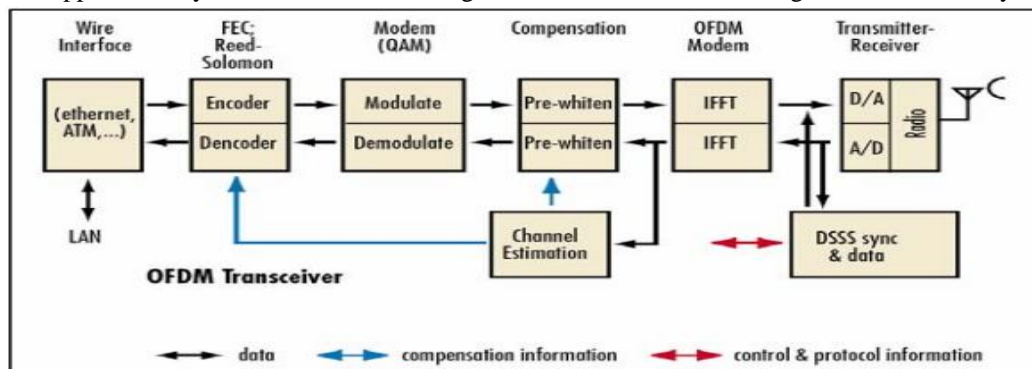 Wire Interface
FEC; Reed-Solomon
Modem (QAM)
Compensation
OFDM Modem
Transmitter-Receiver
(ethernet, ATM,...)
Encoder
Dencoder
Modulate
Demodulate
Pre-whiten
Pre-whiten
IFFT
IFFT
D/A
A/D
Radio
LAN
Channel Estimation
DSSS sync & data
OFDM Transceiver
data
compensation information
control & protocol information